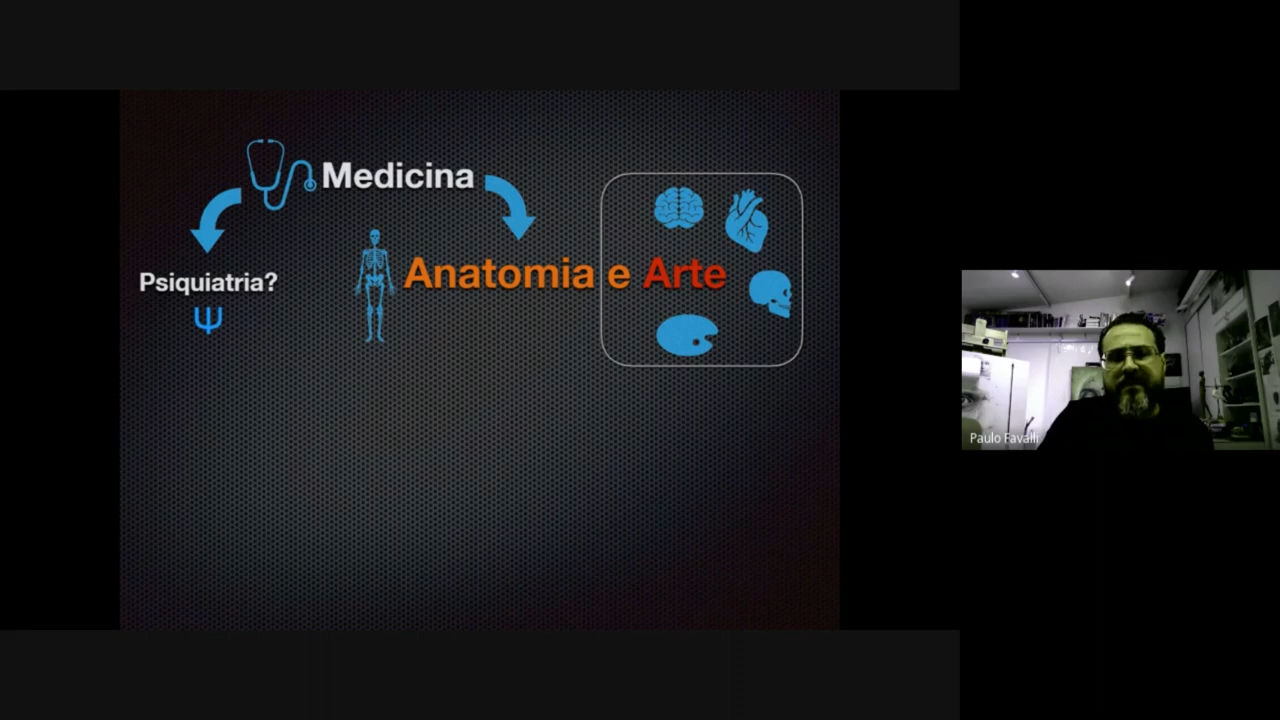 Medicina
Psiquiatria?
Ψ
Anatomia e Arte
Paulo Favalli